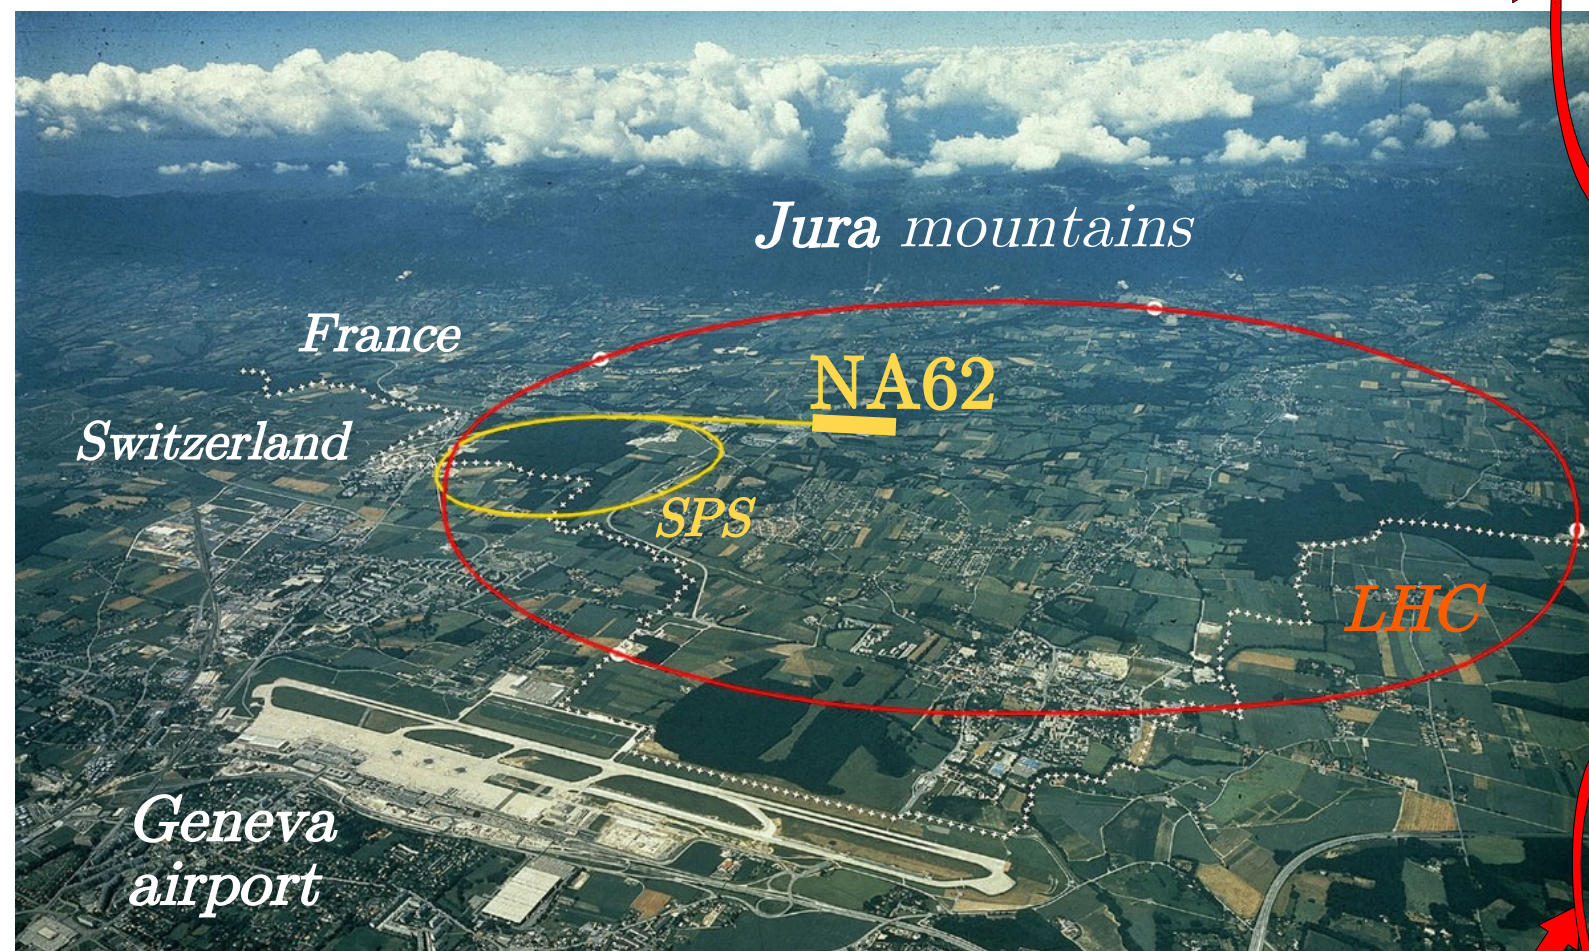 Jura mountains
France
NA62
Switzerland
SPS
LHC
Geneva
airport